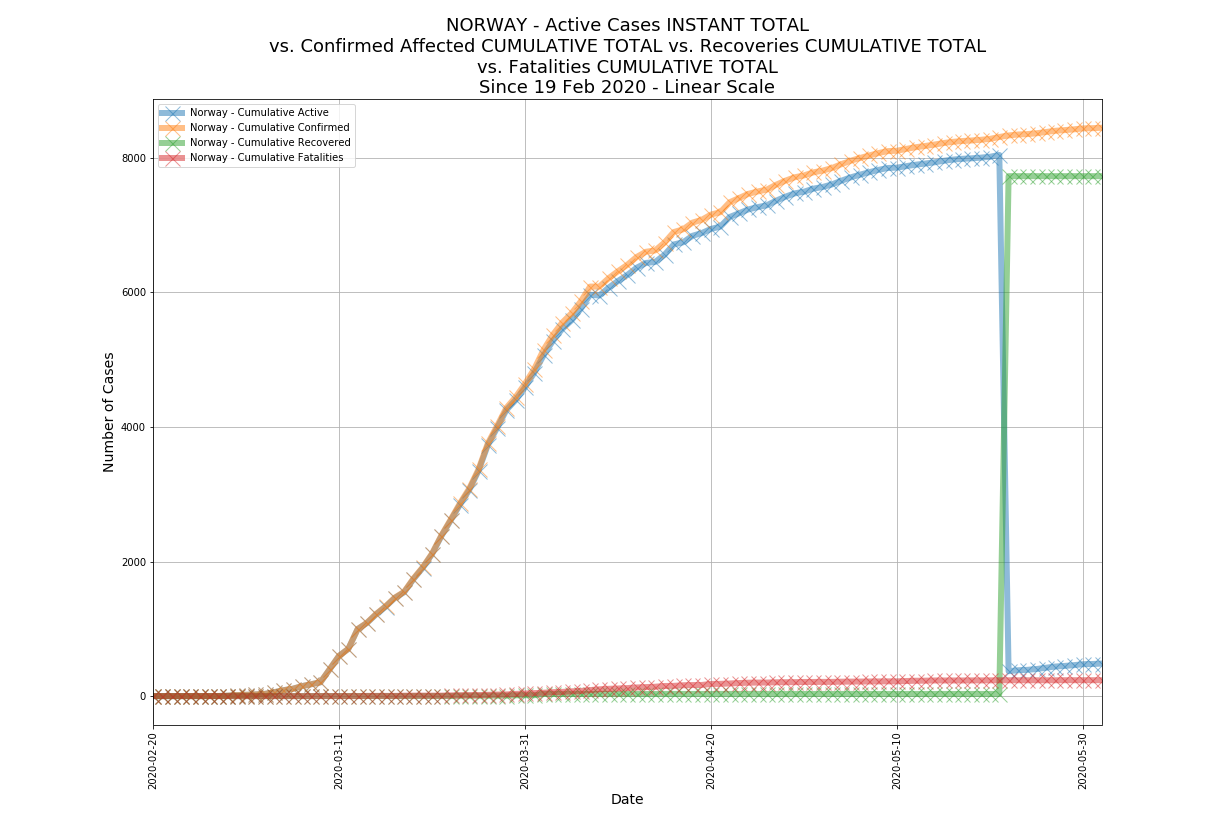 NORWAY - Active Cases INSTANT TOTAL
vs. Confirmed Affected CUMULATIVE TOTAL vs. Recoveries CUMULATIVE TOTAL
vs. Fatalities CUMULATIVE TOTAL
Since 19 Feb 2020 - Linear Scale
Norway - Cumulative Active
Norway - Cumulative Confirmed
Norway - Cumulative Recovered
Norway - Cumulative Fatalities
Number of Cases
8000
6000
4000
2000
0
2020-02-20
2020-03-11
2020-03-31
2020-04-20
2020-05-10
2020-05-30
Date